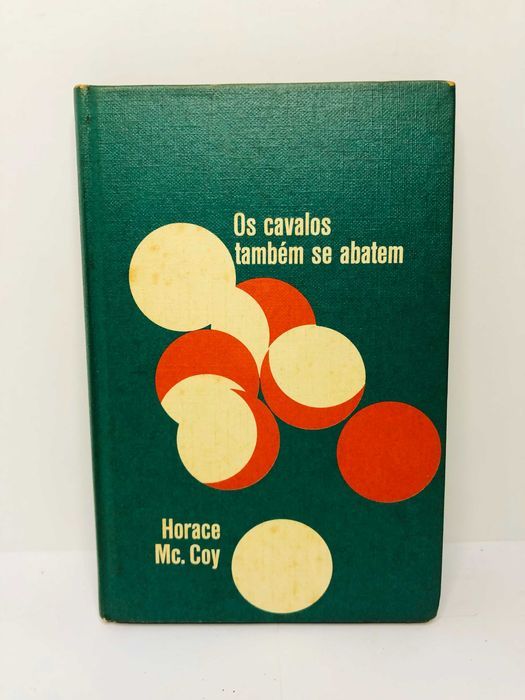 Os cavalos
também se abatem
Horace
Mc. Coy